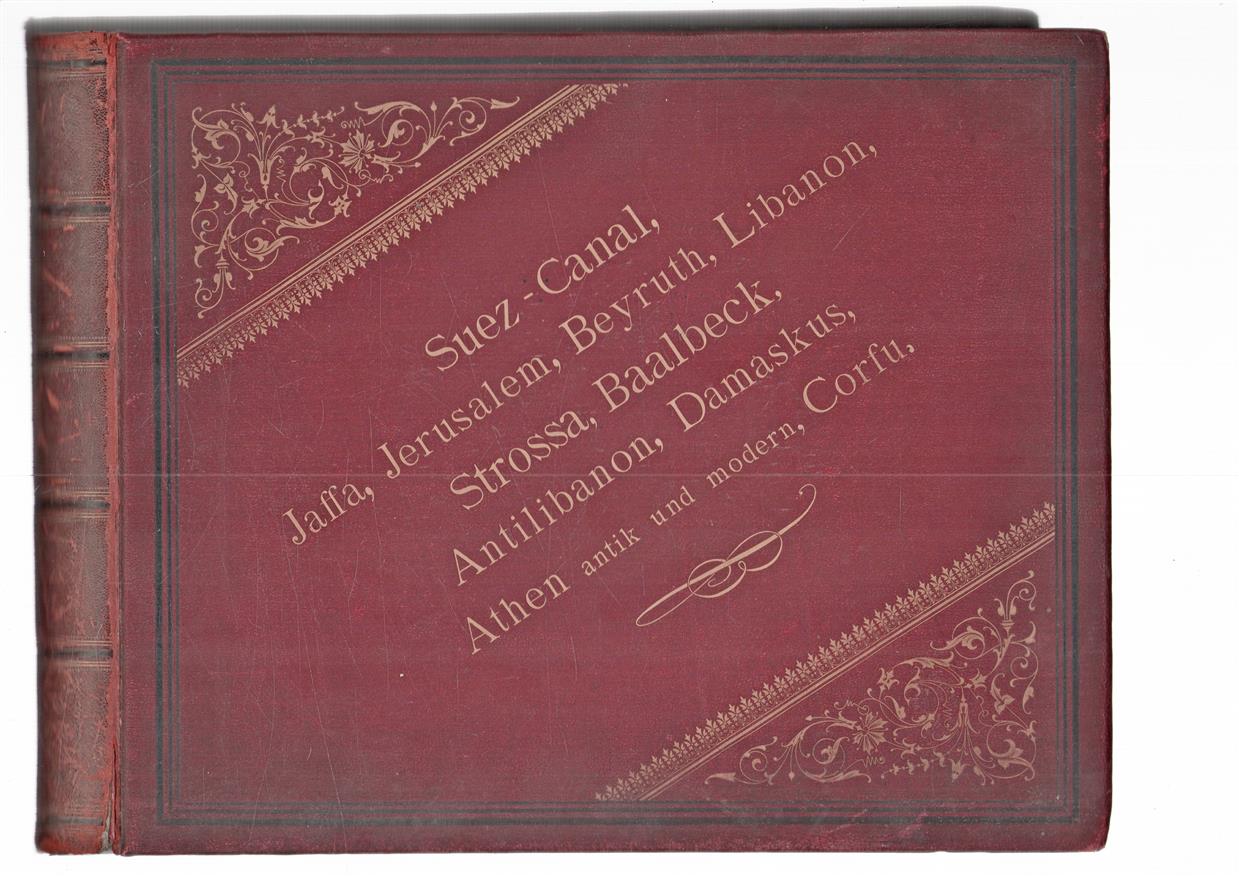 Suez-Canal,
Jaffa, Jerusalem, Beyruth, Libanon,
Strossa, Baalbeck,
Antilibanon, Damaskus,
Athen antik und modern, Corfu,